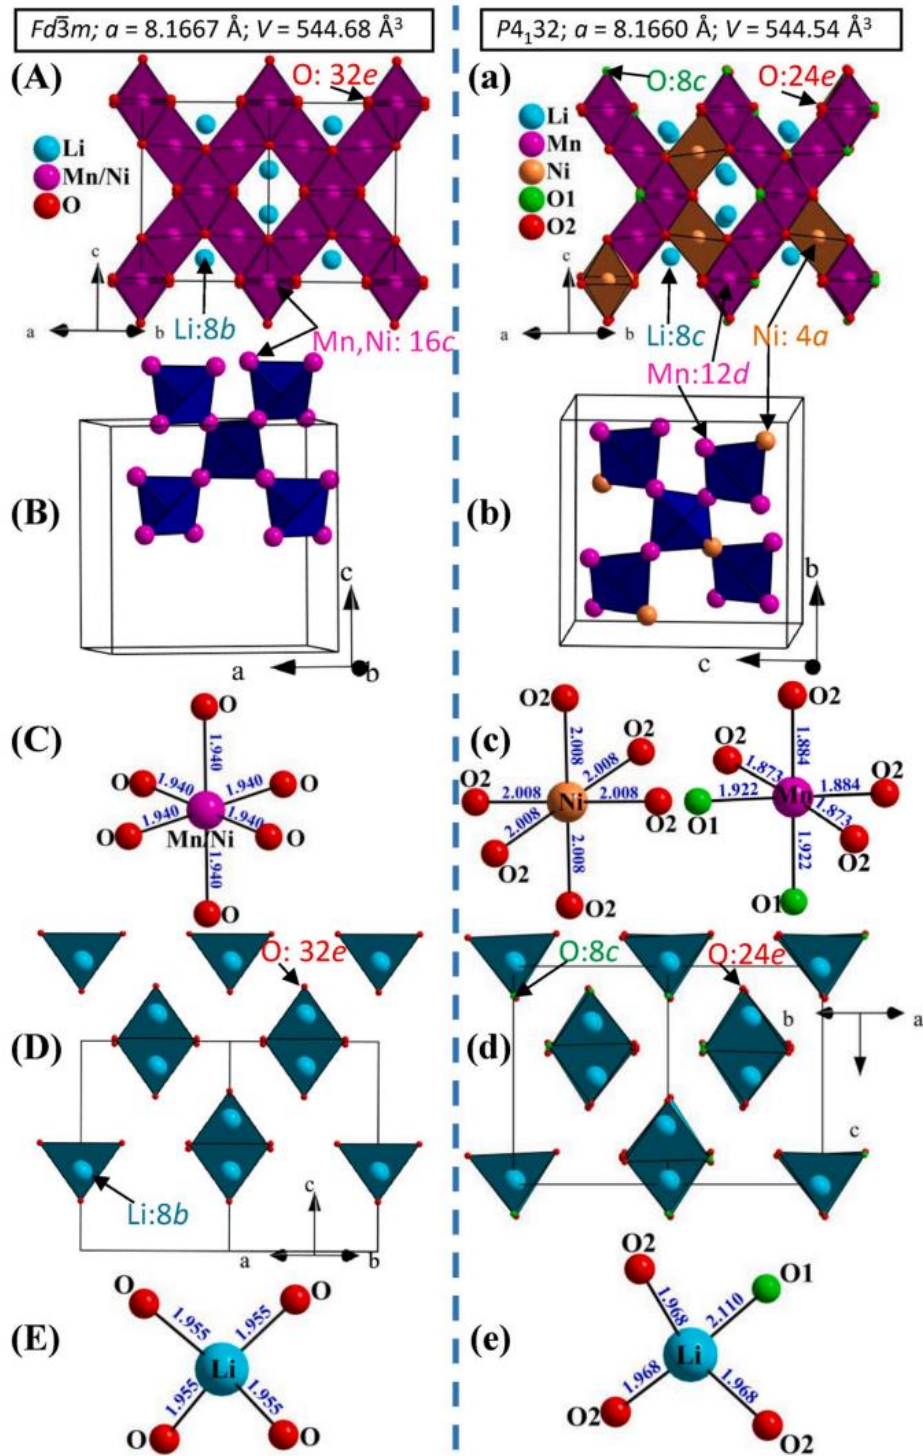 Fd3̅m; a = 8.1667 Å; V = 544.68 Å³
P4₁32; a = 8.1660 Å; V = 544.54 Å³
(A)
O: 32e
Li
Mn/Ni
O
c
a
b
Li:8b
Mn,Ni: 16c
(a)
O:8c
O:24e
Li
Mn
Ni
O1
O2
c
a
b
Li:8c
Ni: 4a
Mn:12d
(B)
c
a
b
(b)
b
c
(C)
O
O
O
O
O
O
1.940
1.940
1.940
1.940
1.940
1.940
Mn/Ni
(c)
O2
O2
O2
O2
O2
O2
2.008
2.008
2.008
2.008
2.008
2.008
Ni
O2
O2
O2
O2
O1
O1
1.884
1.873
1.884
1.922
1.873
1.922
Mn
(D)
O: 32e
Li:8b
c
a
b
(d)
O:8c
O:24e
b
a
c
(E)
O
O
O
O
1.955
1.955
1.955
1.955
Li
(e)
O2
O1
O2
O2
1.968
2.110
1.968
1.968
Li